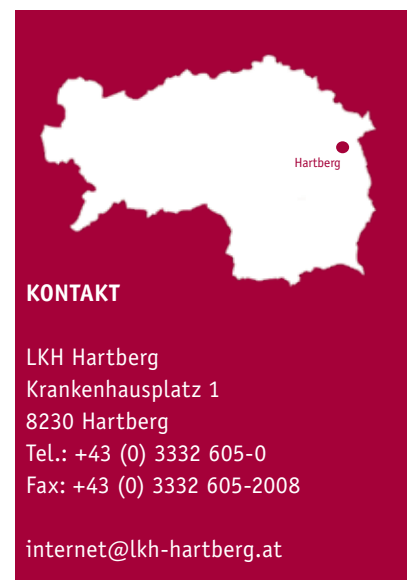 Hartberg
KONTAKT
LKH Hartberg
Krankenhausplatz 1
8230 Hartberg
Tel.: +43 (0) 3332 605-0
Fax: +43 (0) 3332 605-2008
internet@lkh-hartberg.at